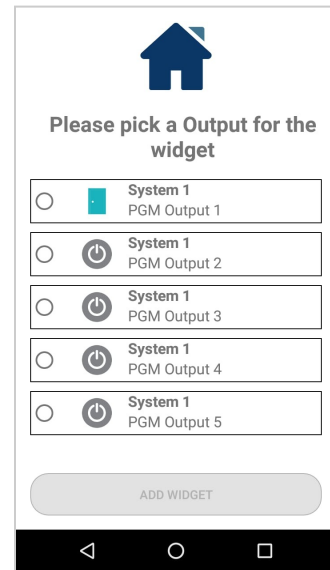 Please pick a Output for the
widget
System 1
PGM Output 1
System 1
PGM Output 2
System 1
PGM Output 3
System 1
PGM Output 4
System 1
PGM Output 5
ADD WIDGET